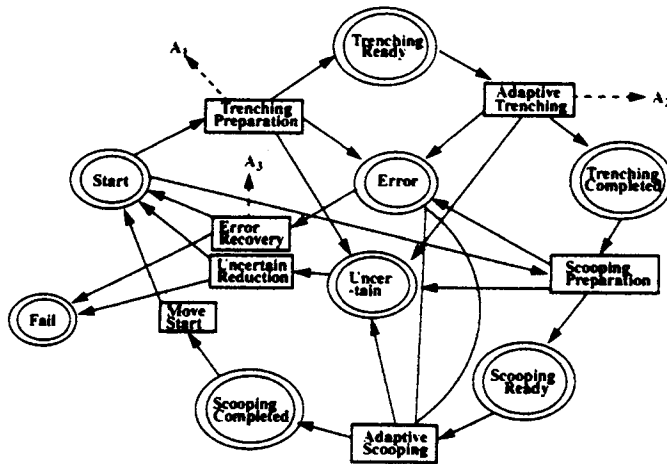 Trenching
Ready
A1
Trenching
Preparation
Adaptive
Trenching
A2
A3
Start
Error
Trenching
Completed
Error
Recovery
Uncertain
Reduction
Uncer
-tain
Scooping
Preparation
Fail
Move
Start
Scooping
Ready
Scooping
Completed
Adaptive
Scooping